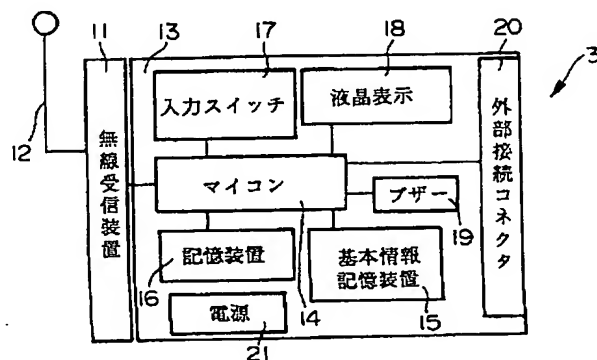 11
13
17
18
20
3
12
無線受信装置
入力スイッチ
液晶表示
マイコン
ブザー
19
外部接続コネクタ
記憶装置
16
14
基本情報
記憶装置
15
電源
21